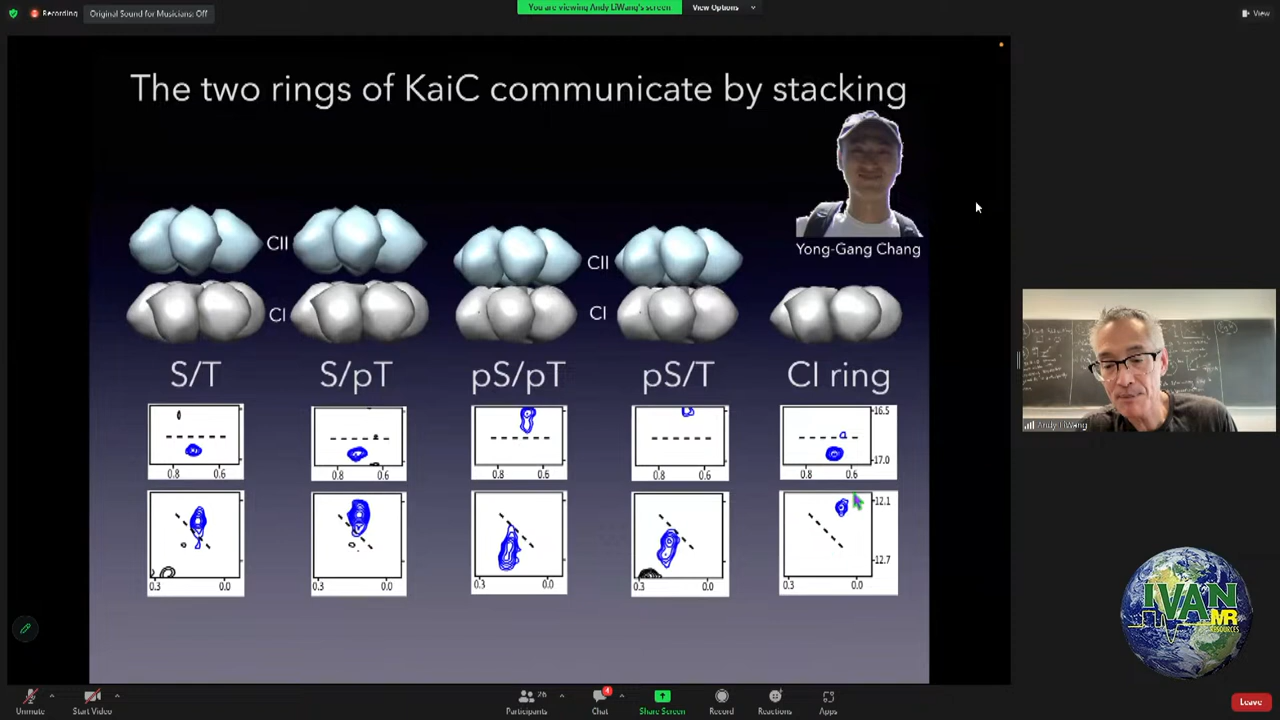 Recording
Original Sound for Musicians: Off
You are viewing Andy LiWang's screen
View Options
View
The two rings of KaiC communicate by stacking
Yong-Gang Chang
CII
CII
CI
CI
S/T
S/pT
pS/pT
pS/T
CI ring
16.5
17.0
0.8 0.6
0.8 0.6
0.8 0.6
0.8 0.6
0.8 0.6
12.1
12.7
0.3 0.0
0.3 0.0
0.3 0.0
0.3 0.0
0.3 0.0
Andy LiWang
IVAN
MR
RESOURCES
Unmute
Start Video
Participants
26
Chat
4
Share Screen
Record
Reactions
Apps
Leave